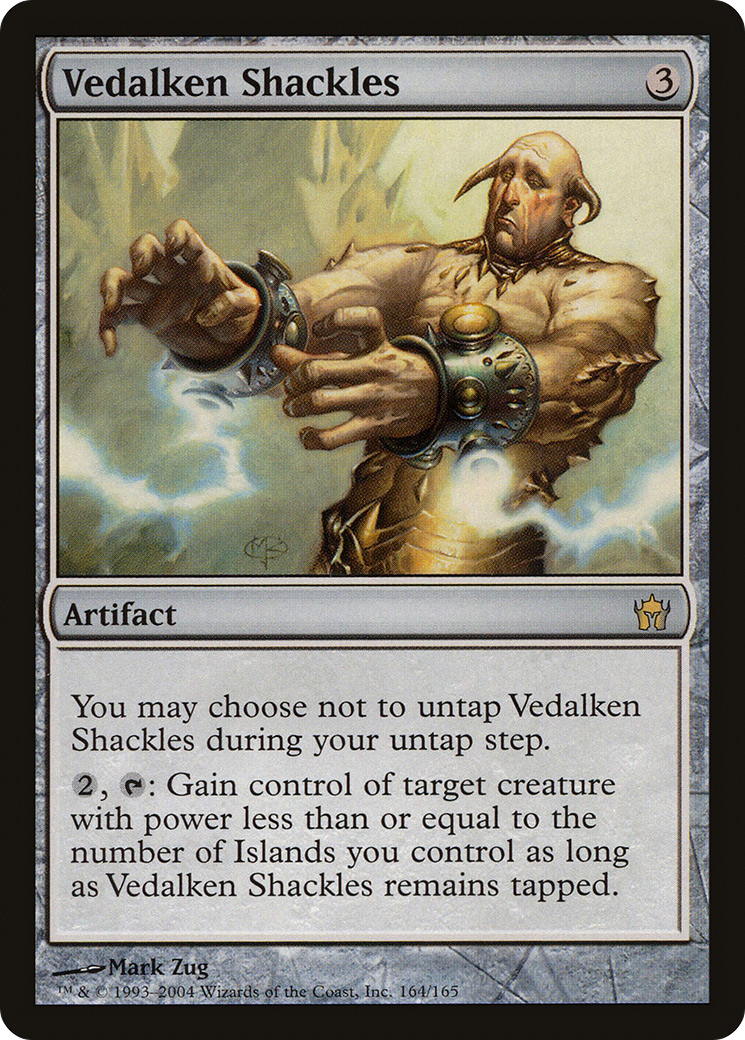 Vedalken Shackles 3
Artifact
You may choose not to untap Vedalken
Shackles during your untap step.
2, : Gain control of target creature
with power less than or equal to the
number of Islands you control as long
as Vedalken Shackles remains tapped.
Mark Zug
™ & © 1993–2004 Wizards of the Coast, Inc. 164/165